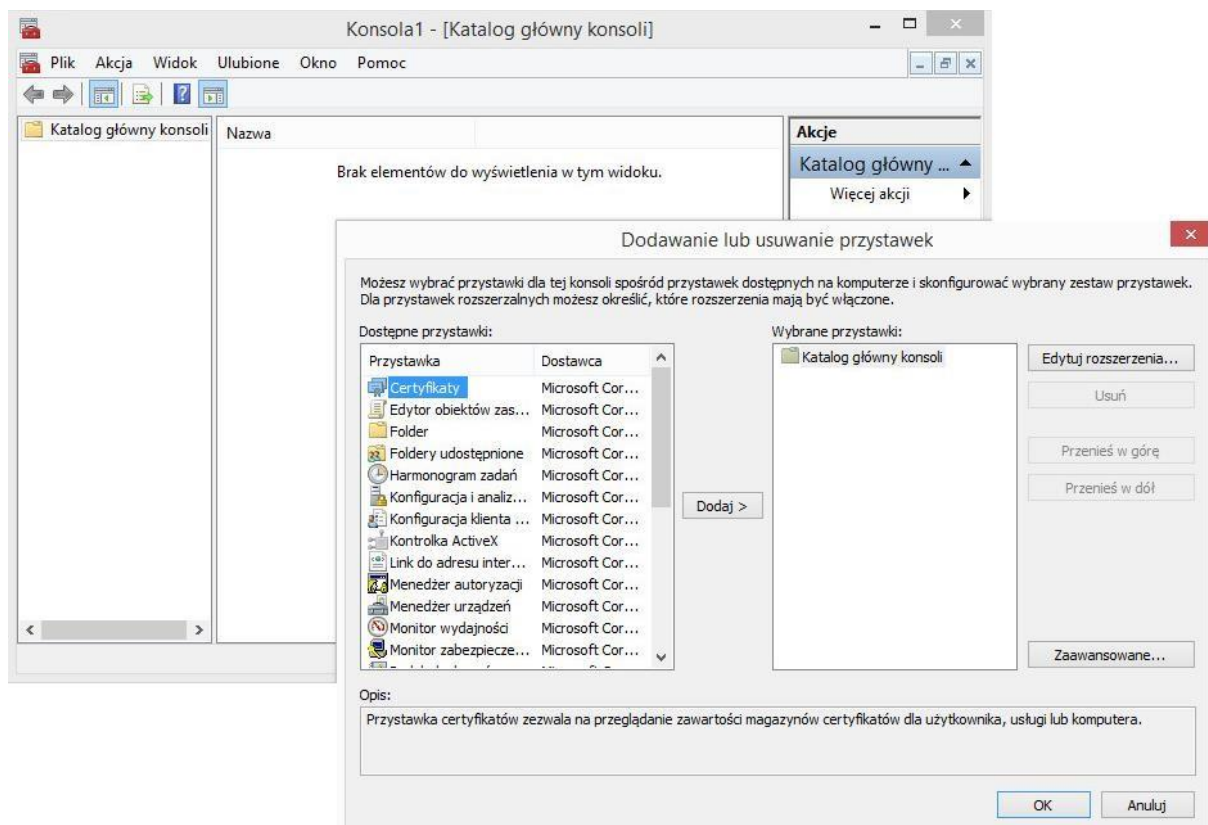 Konsola1 - [Katalog główny konsoli]
Plik Akcja Widok Ulubione Okno Pomoc
Katalog główny konsoli
Nazwa
Brak elementów do wyświetlenia w tym widoku.
Akcje
Katalog główny ...
Więcej akcji
Dodawanie lub usuwanie przystawek
Możesz wybrać przystawki dla tej konsoli spośród przystawek dostępnych na komputerze i skonfigurować wybrany zestaw przystawek.
Dla przystawek rozszerzalnych możesz określić, które rozszerzenia mają być włączone.
Dostępne przystawki:
Przystawka Dostawca
Certyfikaty Microsoft Cor...
Edytor obiektów zas... Microsoft Cor...
Folder Microsoft Cor...
Foldery udostępnione Microsoft Cor...
Harmonogram zadań Microsoft Cor...
Konfiguracja i analiz... Microsoft Cor...
Konfiguracja klienta ... Microsoft Cor...
Kontrolka ActiveX Microsoft Cor...
Link do adresu inter... Microsoft Cor...
Menedżer autoryzacji Microsoft Cor...
Menedżer urządzeń Microsoft Cor...
Monitor wydajności Microsoft Cor...
Monitor zabezpiecze... Microsoft Cor...
Dodaj >
Wybrane przystawki:
Katalog główny konsoli
Edytuj rozszerzenia...
Usuń
Przenieś w górę
Przenieś w dół
Zaawansowane...
Opis:
Przystawka certyfikatów zezwala na przeglądanie zawartości magazynów certyfikatów dla użytkownika, usługi lub komputera.
OK Anuluj